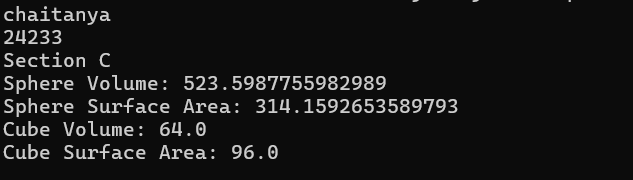 chaitanya
24233
Section C
Sphere Volume: 523.5987755982989
Sphere Surface Area: 314.1592653589793
Cube Volume: 64.0
Cube Surface Area: 96.0